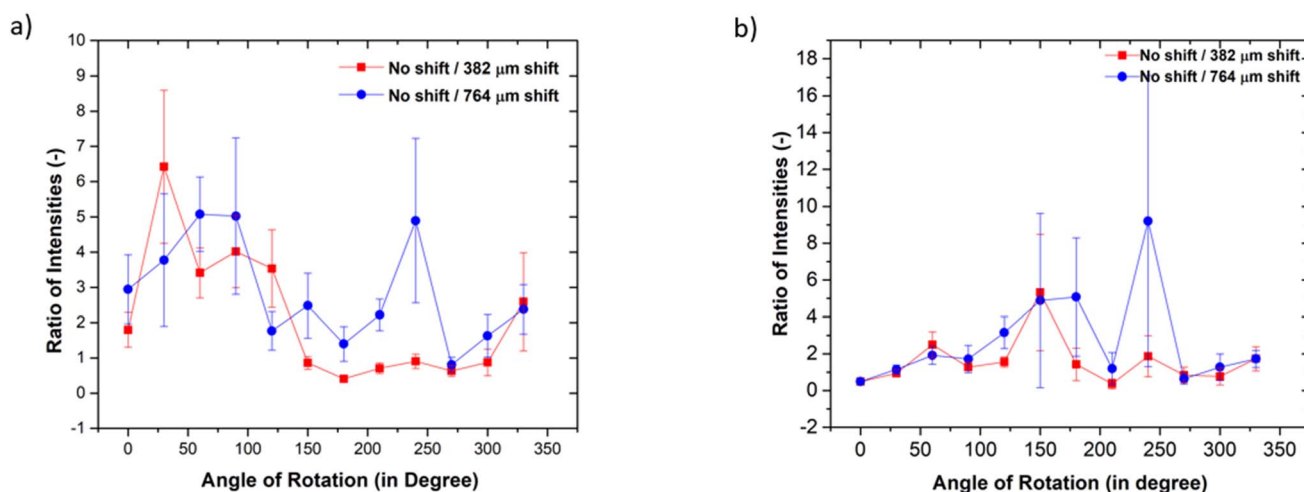 a)
10
9
8
7
6
5
4
3
2
1
0
-1
Ratio of Intensities (-)
No shift / 382 μm shift
No shift / 764 μm shift
0 50 100 150 200 250 300 350
Angle of Rotation (in Degree)
b)
18
16
14
12
10
8
6
4
2
0
-2
Ratio of Intensities (-)
No shift / 382 μm shift
No shift / 764 μm shift
0 50 100 150 200 250 300 350
Angle of Rotation (in degree)